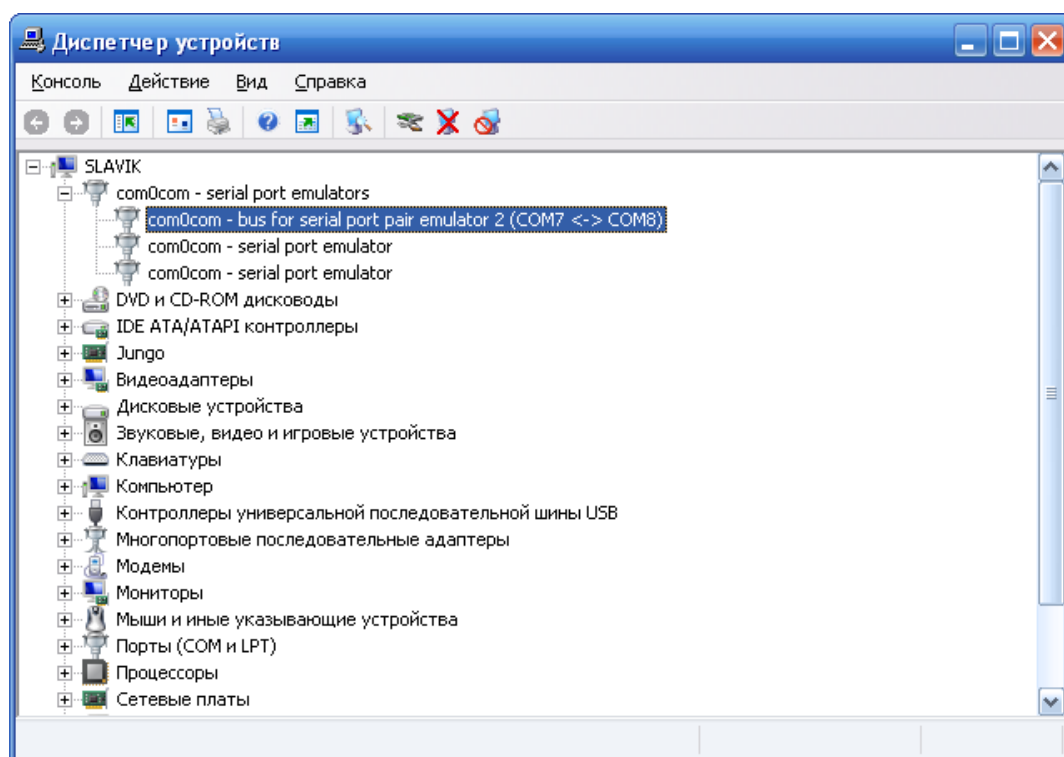 Диспетчер устройств
Консоль Действие Вид Справка
SLAVIK
com0com - serial port emulators
com0com - bus for serial port pair emulator 2 (COM7 <-> COM8)
com0com - serial port emulator
com0com - serial port emulator
DVD и CD-ROM дисководы
IDE ATA/ATAPI контроллеры
Jungo
Видеоадаптеры
Дисковые устройства
Звуковые, видео и игровые устройства
Клавиатуры
Компьютер
Контроллеры универсальной последовательной шины USB
Многопортовые последовательные адаптеры
Модемы
Мониторы
Мыши и иные указывающие устройства
Порты (COM и LPT)
Процессоры
Сетевые платы